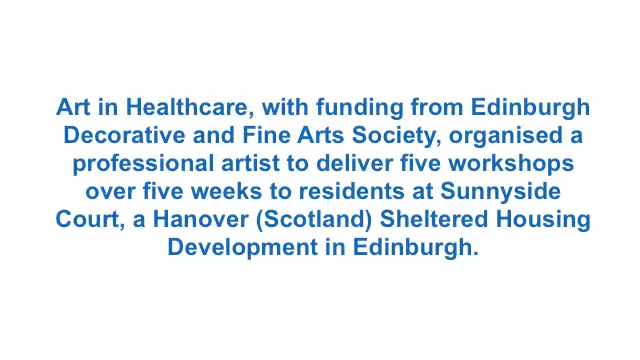 Art in Healthcare, with funding from Edinburgh
Decorative and Fine Arts Society, organised a
professional artist to deliver five workshops
over five weeks to residents at Sunnyside
Court, a Hanover (Scotland) Sheltered Housing
Development in Edinburgh.